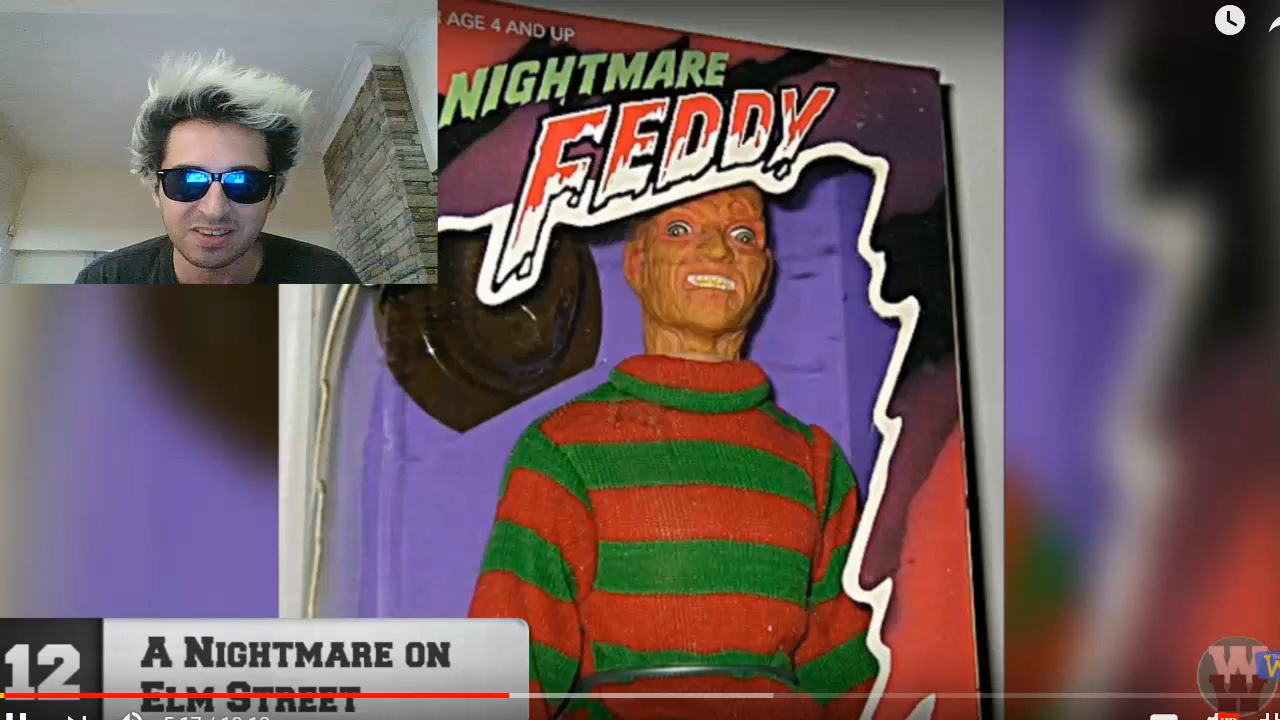 AGE 4 AND UP
NIGHTMARE
FEDDY
12
A NIGHTMARE ON
ELM STREET